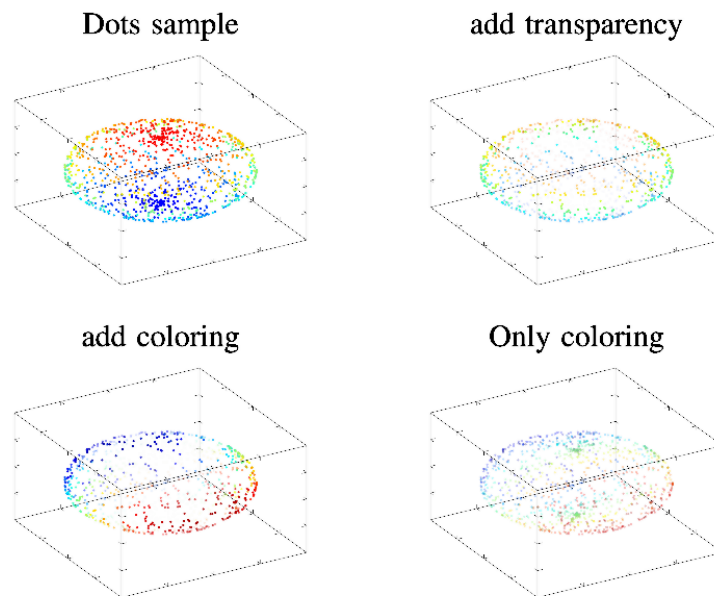 Dots sample
add transparency
add coloring
Only coloring